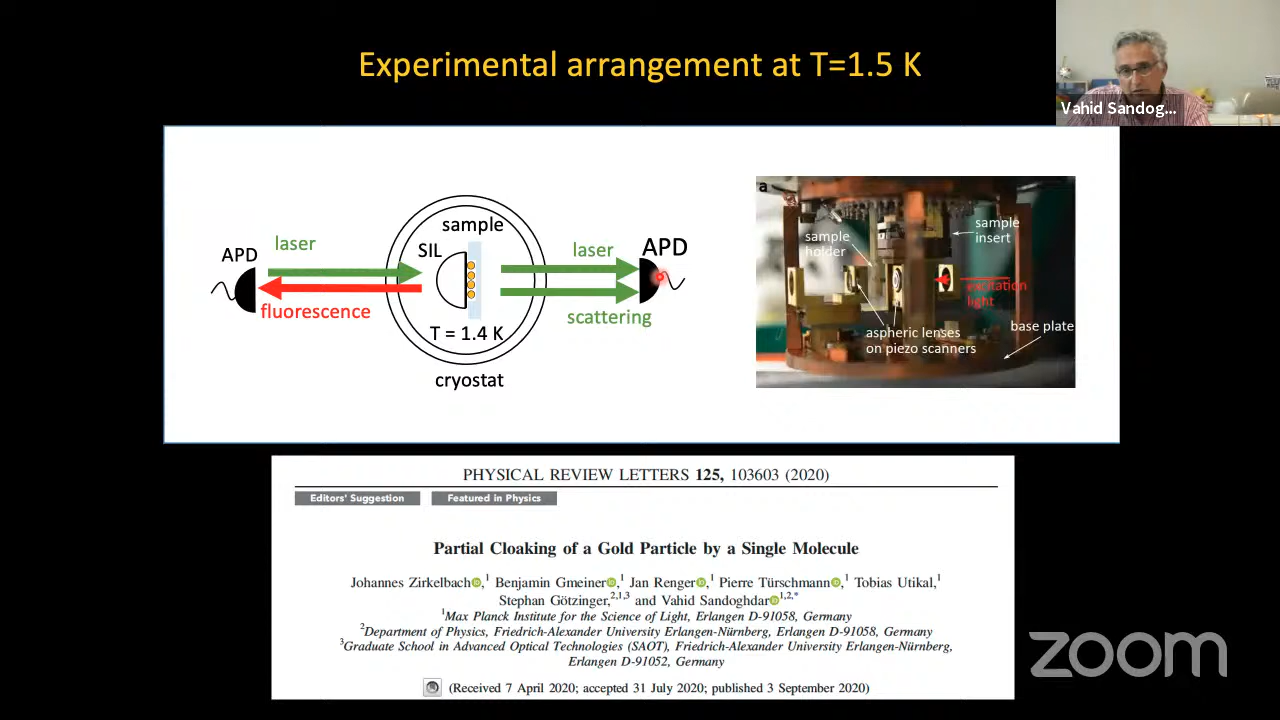 Experimental arrangement at T=1.5 K
Vahid Sandog...
APD
laser
fluorescence
SIL
sample
T = 1.4 K
cryostat
laser
scattering
APD
a
sample
holder
sample
insert
excitation
light
aspheric lenses
on piezo scanners
base plate
PHYSICAL REVIEW LETTERS 125, 103603 (2020)
Editors' Suggestion
Featured in Physics
Partial Cloaking of a Gold Particle by a Single Molecule
Johannes Zirkelbach,1 Benjamin Gmeiner,1 Jan Renger,1 Pierre Türschmann,1 Tobias Utikal,1
Stephan Götzinger,2,1,3 and Vahid Sandoghdar1,2,*
1Max Planck Institute for the Science of Light, Erlangen D-91058, Germany
2Department of Physics, Friedrich-Alexander University Erlangen-Nürnberg, Erlangen D-91058, Germany
3Graduate School in Advanced Optical Technologies (SAOT), Friedrich-Alexander University Erlangen-Nürnberg,
Erlangen D-91052, Germany
(Received 7 April 2020; accepted 31 July 2020; published 3 September 2020)
zoom